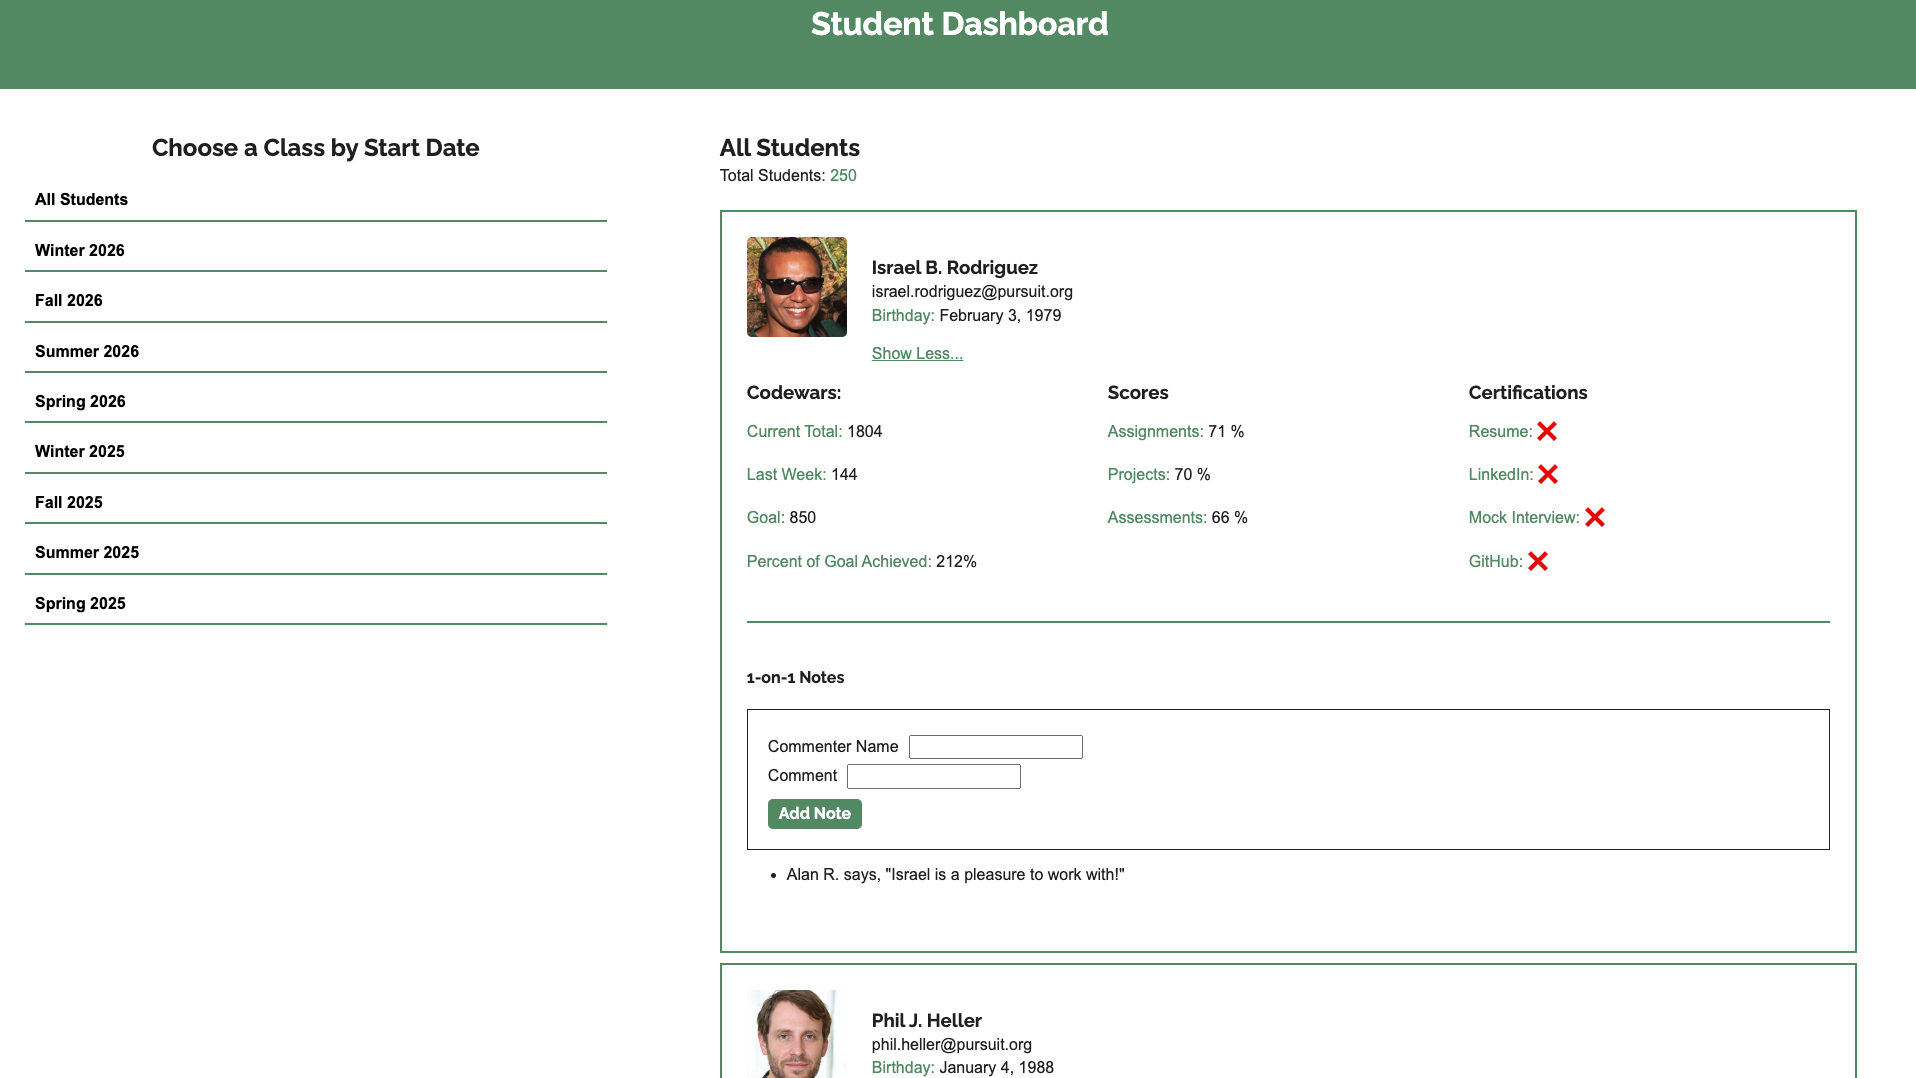 Student Dashboard
Choose a Class by Start Date
All Students
Winter 2026
Fall 2026
Summer 2026
Spring 2026
Winter 2025
Fall 2025
Summer 2025
Spring 2025
All Students
Total Students: 250
Israel B. Rodriguez
israel.rodriguez@pursuit.org
Birthday: February 3, 1979
Show Less...
Codewars:
Current Total: 1804
Last Week: 144
Goal: 850
Percent of Goal Achieved: 212%
Scores
Assignments: 71 %
Projects: 70 %
Assessments: 66 %
Certifications
Resume: ❌
LinkedIn: ❌
Mock Interview: ❌
GitHub: ❌
1-on-1 Notes
Commenter Name
Comment
Add Note
• Alan R. says, "Israel is a pleasure to work with!"
Phil J. Heller
phil.heller@pursuit.org
Birthday: January 4, 1988